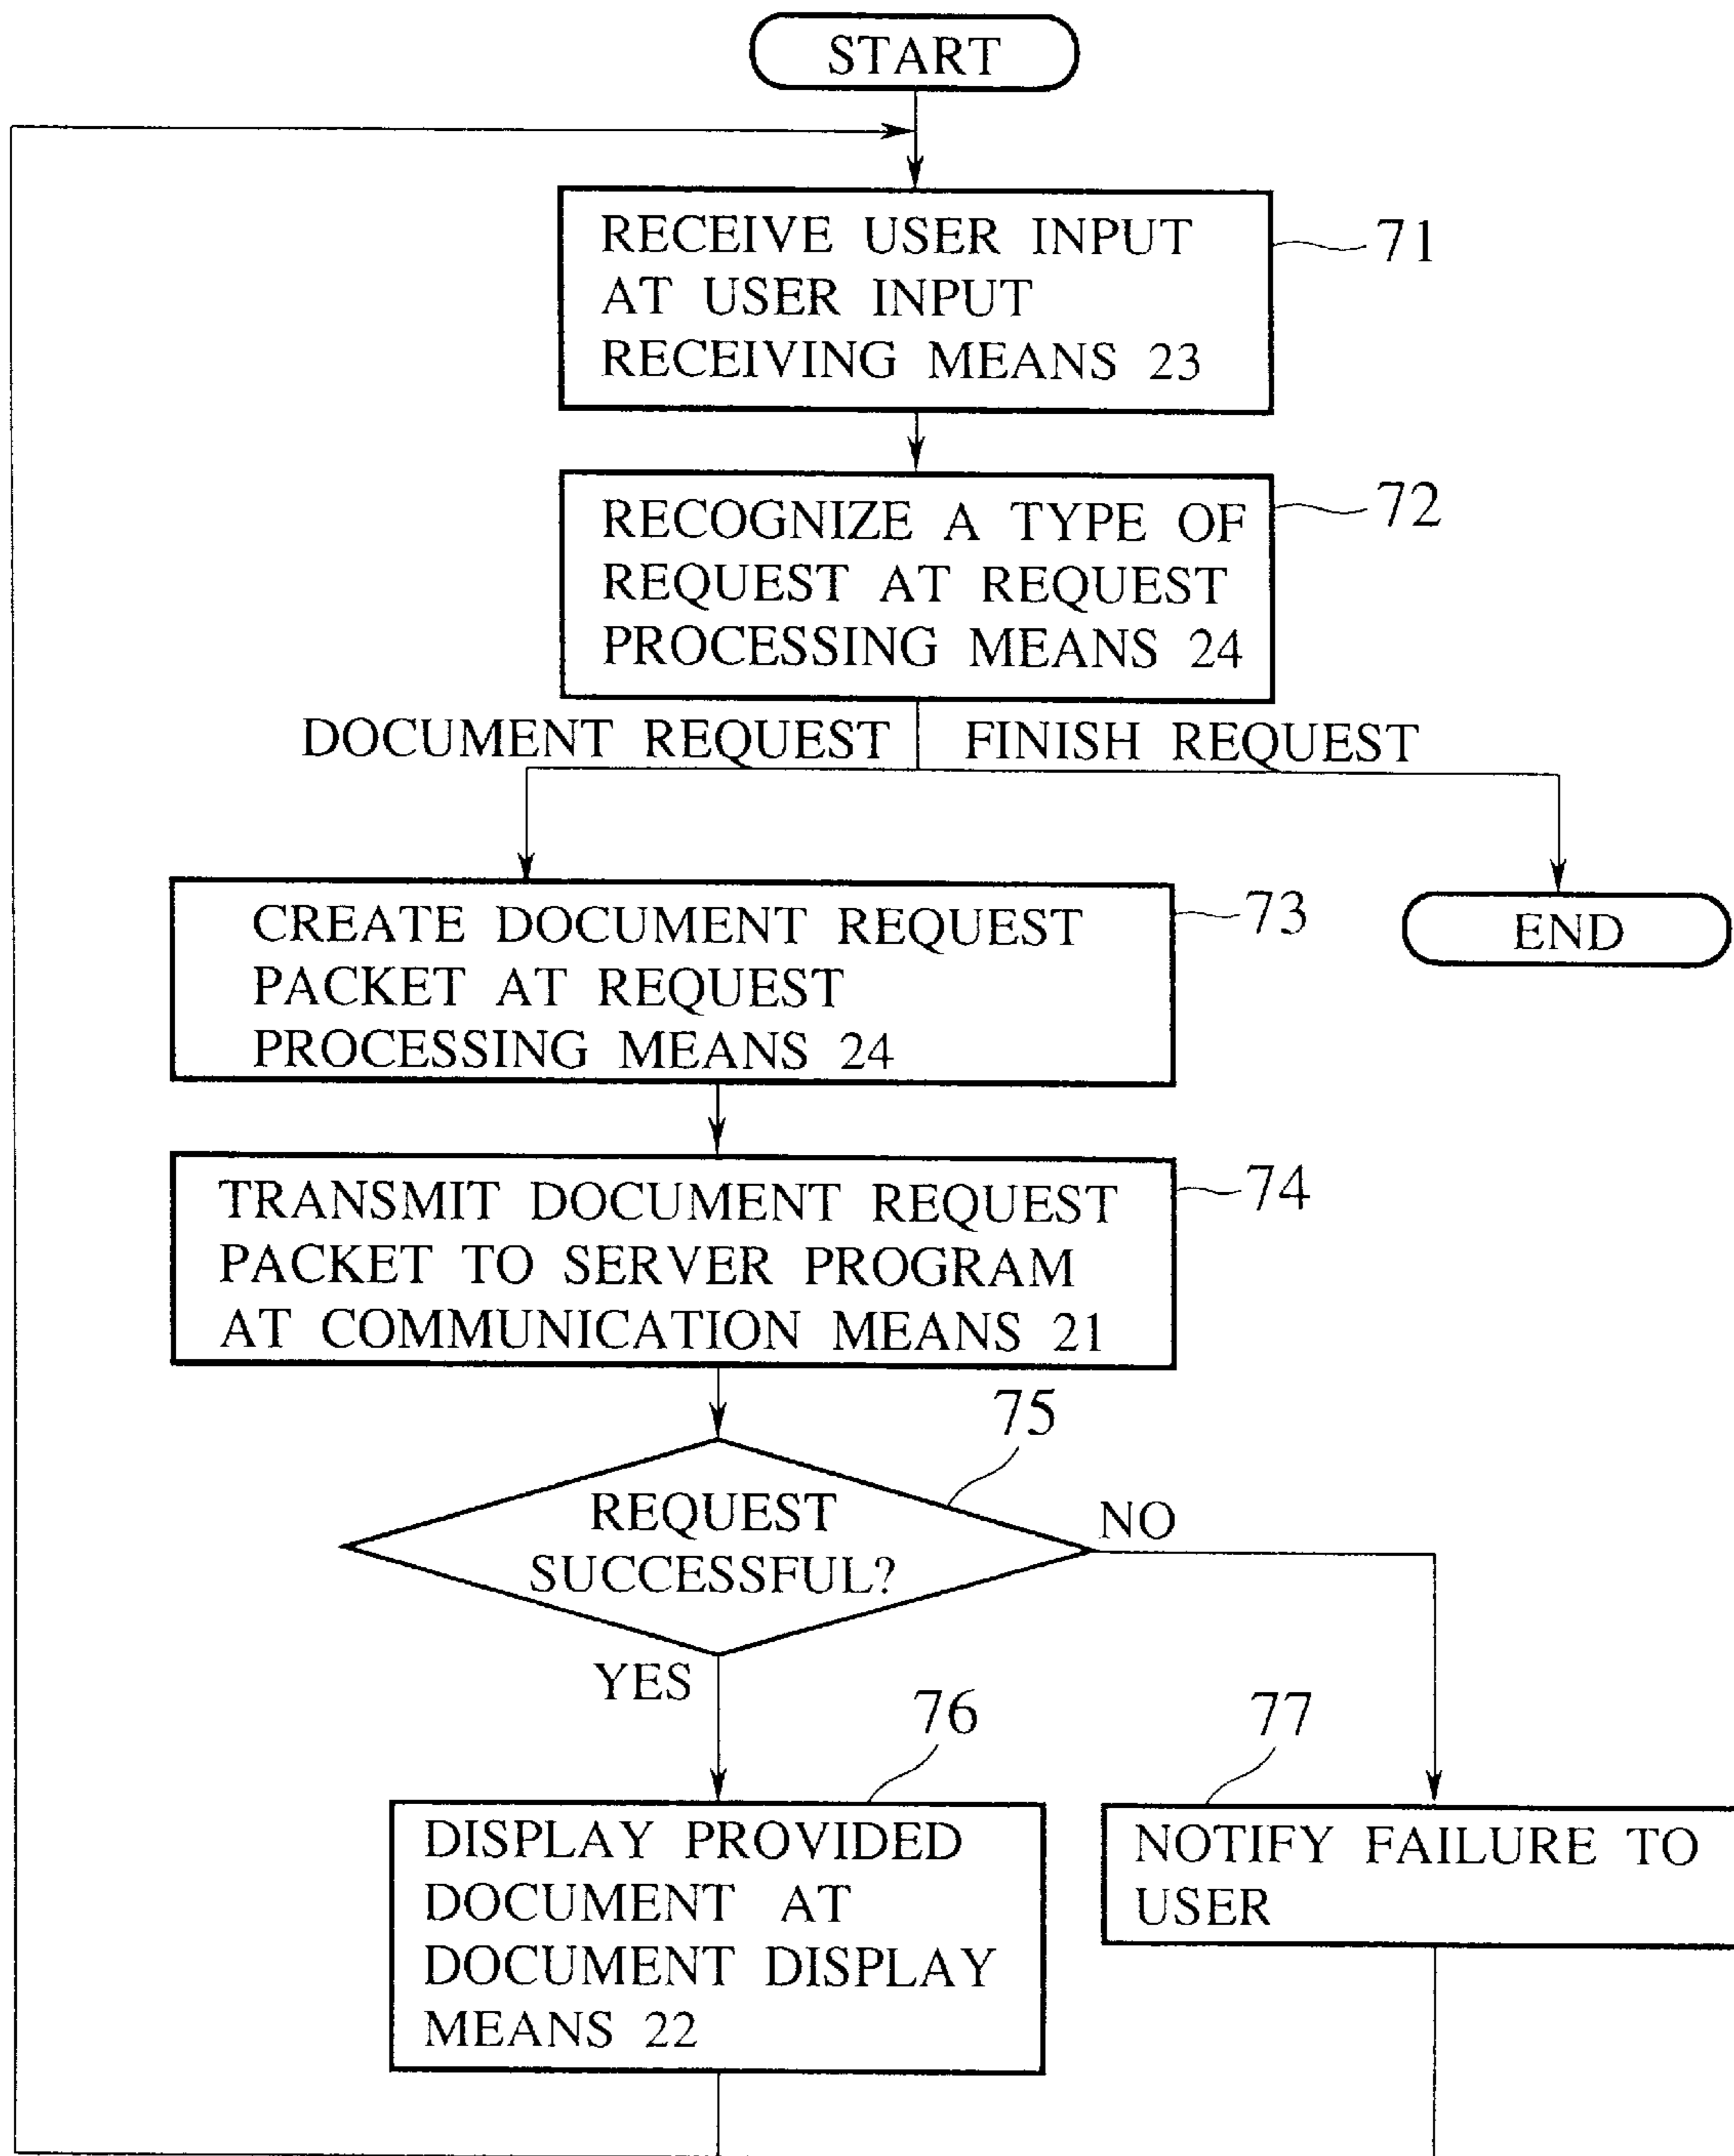 START
RECEIVE USER INPUT
AT USER INPUT
RECEIVING MEANS 23
71
RECOGNIZE A TYPE OF
REQUEST AT REQUEST
PROCESSING MEANS 24
72
DOCUMENT REQUEST
FINISH REQUEST
CREATE DOCUMENT REQUEST
PACKET AT REQUEST
PROCESSING MEANS 24
73
END
TRANSMIT DOCUMENT REQUEST
PACKET TO SERVER PROGRAM
AT COMMUNICATION MEANS 21
74
75
REQUEST
SUCCESSFUL?
NO
YES
76
77
DISPLAY PROVIDED
DOCUMENT AT
DOCUMENT DISPLAY
MEANS 22
NOTIFY FAILURE TO
USER